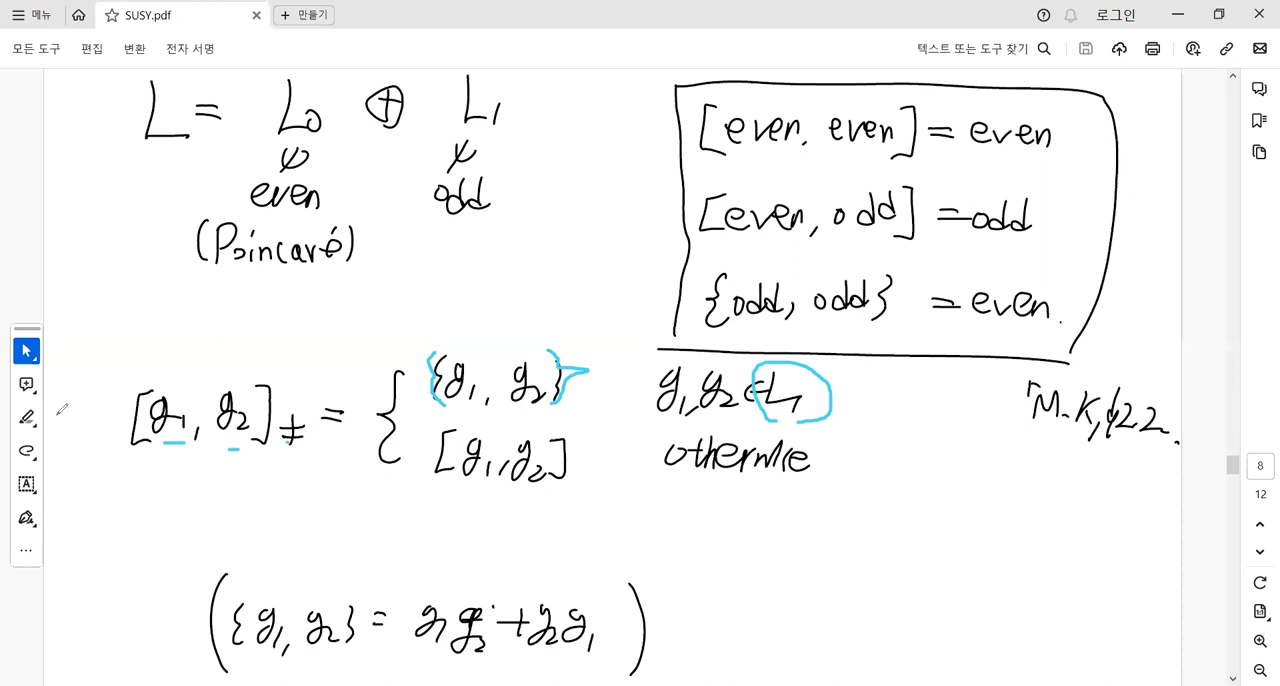 메뉴 SUSY.pdf + 만들기 로그인
모든 도구 편집 변환 전자 서명 텍스트 또는 도구 찾기
L = L₀ ⊕ L₁
even odd
(Poincaré)
[even, even] = even
[even, odd] = odd
{odd, odd} = even.
[g₁, g₂]± = { {g₁, g₂} g₁, g₂ ∈ L₁
[g₁, g₂] otherwise
({g₁, g₂} = g₁g₂ + g₂g₁)
8
12